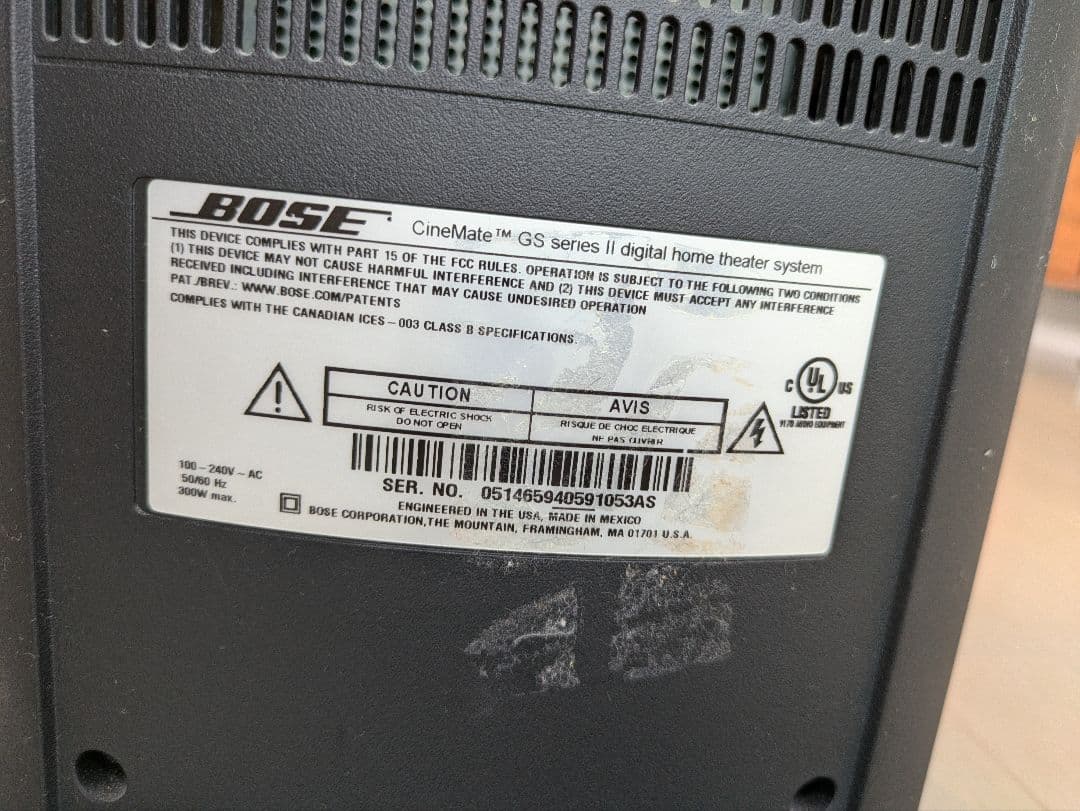 BOSE CineMate™ GS series II digital home theater system
THIS DEVICE COMPLIES WITH PART 15 OF THE FCC RULES. OPERATION IS SUBJECT TO THE FOLLOWING TWO CONDITIONS
(1) THIS DEVICE MAY NOT CAUSE HARMFUL INTERFERENCE AND (2) THIS DEVICE MUST ACCEPT ANY INTERFERENCE
RECEIVED INCLUDING INTERFERENCE THAT MAY CAUSE UNDESIRED OPERATION
PAT./BREV.: WWW.BOSE.COM/PATENTS
COMPLIES WITH THE CANADIAN ICES-003 CLASS B SPECIFICATIONS.
C UL US
LISTED
9170 AUDIO EQUIPMENT
CAUTION
RISK OF ELECTRIC SHOCK
DO NOT OPEN
AVIS
RISQUE DE CHOC ELECTRIQUE
NE PAS OUVRIR
100-240V ~ AC
50/60 Hz
300W max.
SER. NO. 051465940591053AS
ENGINEERED IN THE USA, MADE IN MEXICO
BOSE CORPORATION, THE MOUNTAIN, FRAMINGHAM, MA 01701 U.S.A.